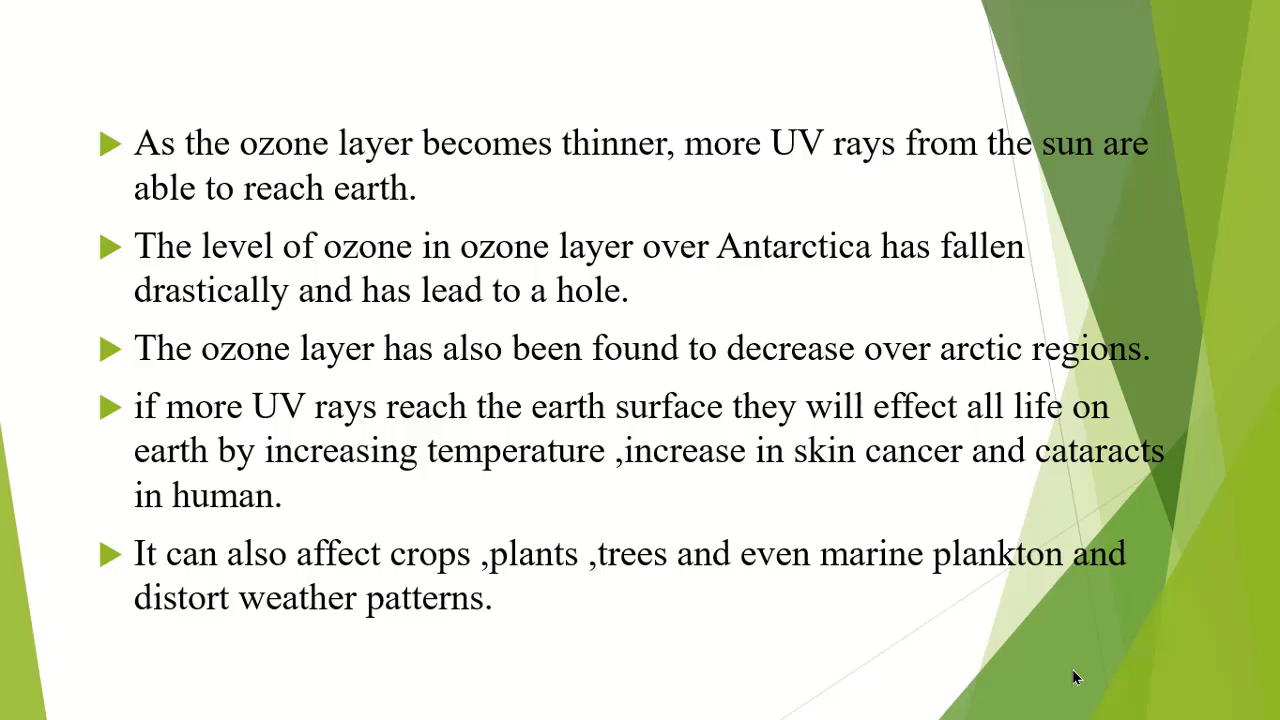 As the ozone layer becomes thinner, more UV rays from the sun are
able to reach earth.
The level of ozone in ozone layer over Antarctica has fallen
drastically and has lead to a hole.
The ozone layer has also been found to decrease over arctic regions.
if more UV rays reach the earth surface they will effect all life on
earth by increasing temperature ,increase in skin cancer and cataracts
in human.
It can also affect crops ,plants ,trees and even marine plankton and
distort weather patterns.